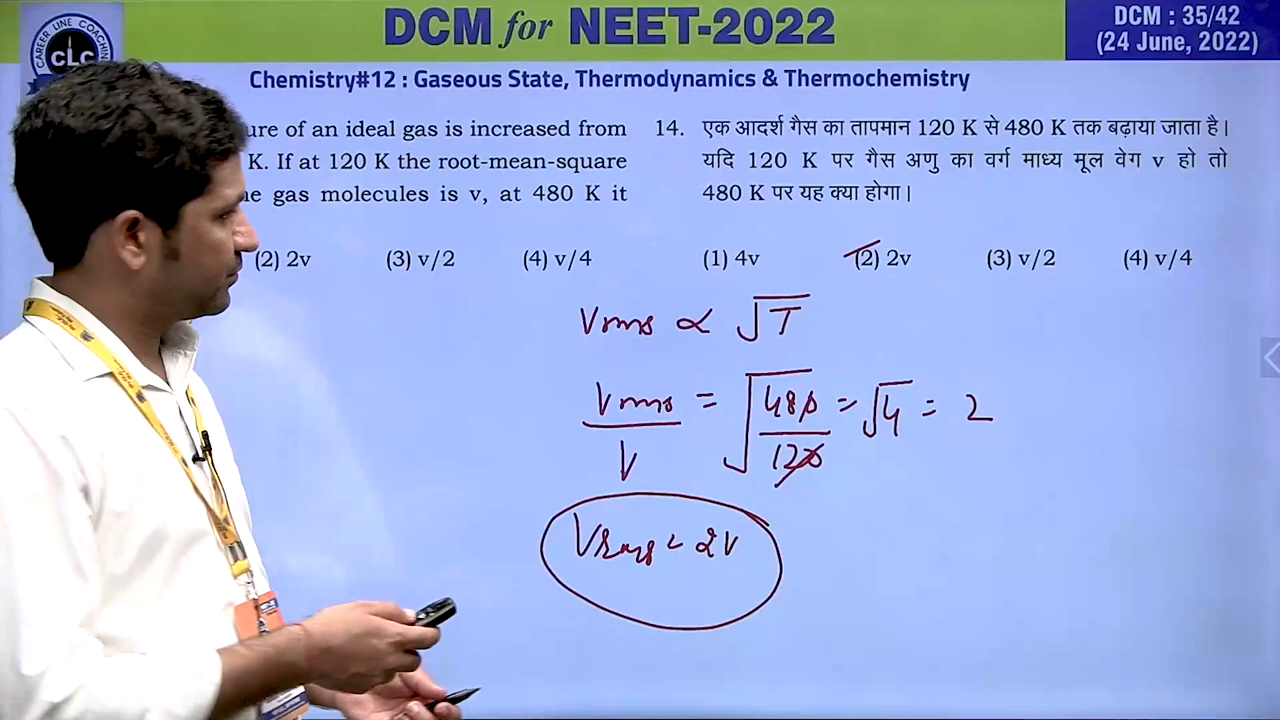 DCM for NEET-2022
DCM : 35/42
(24 June, 2022)
CAREER LINE COACHIN
CLC
Chemistry#12 : Gaseous State, Thermodynamics & Thermochemistry
ure of an ideal gas is increased from
K. If at 120 K the root-mean-square
e gas molecules is v, at 480 K it
(2) 2v (3) v/2 (4) v/4
14. एक आदर्श गैस का तापमान 120 K से 480 K तक बढ़ाया जाता है।
यदि 120 K पर गैस अणु का वर्ग माध्य मूल वेग v हो तो
480 K पर यह क्या होगा।
(1) 4v (2) 2v (3) v/2 (4) v/4
Vrms ∝ √T
Vrms / V = √480/120 = √4 = 2
Vrms = 2V